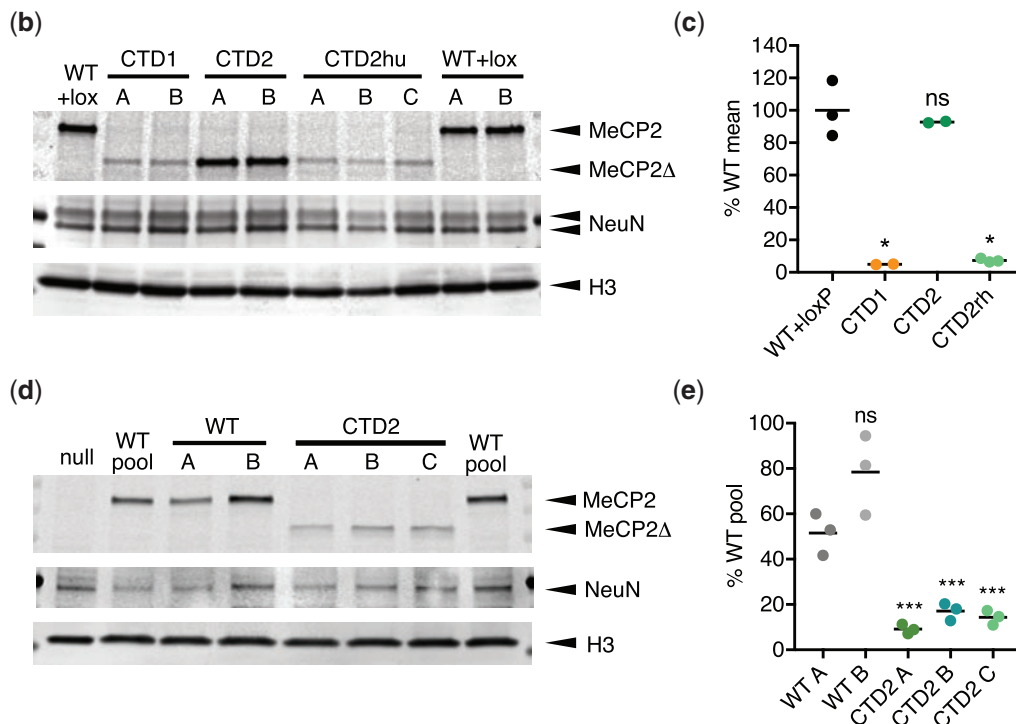 (b)
CTD1 CTD2 CTD2hu WT+lox
WT
+lox A B A B A B C A B
MeCP2
MeCP2Δ
NeuN
H3
(c)
% WT mean
140
120
100
80
60
40
20
0
ns
*
*
WT+loxP
CTD1
CTD2
CTD2rh
(d)
WT CTD2
null WT pool A B A B C WT pool
MeCP2
MeCP2Δ
NeuN
H3
(e)
% WT pool
100
80
60
40
20
0
ns
***
***
***
WT A
WT B
CTD2 A
CTD2 B
CTD2 C